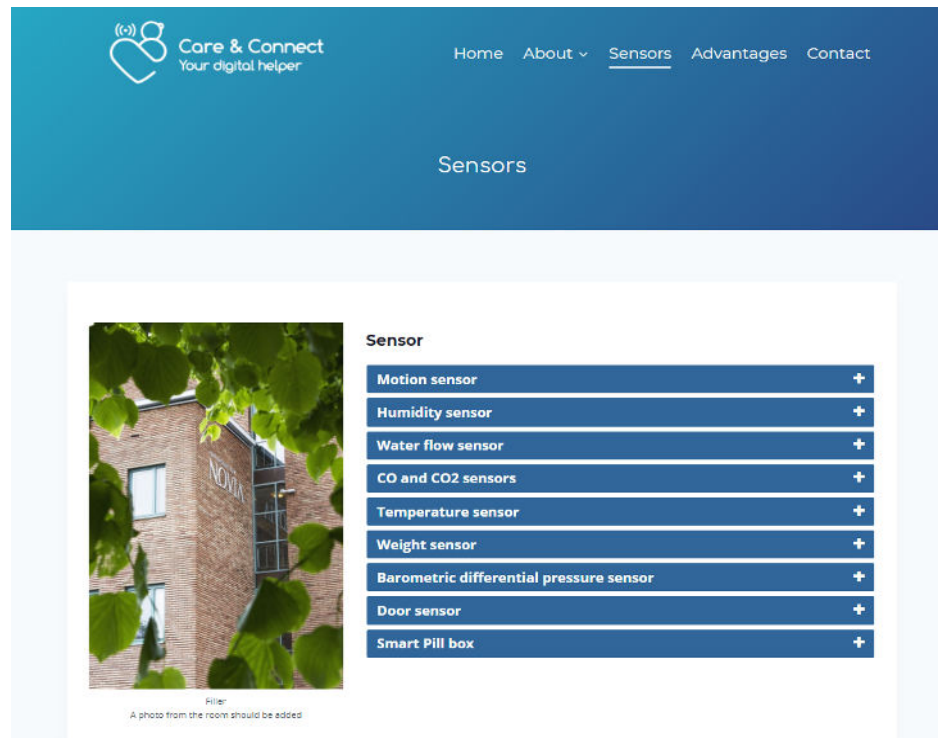 Care & Connect
Your digital helper
Home About Sensors Advantages Contact
Sensors
NOVIA
Filler
A photo from the room should be added
Sensor
Motion sensor
Humidity sensor
Water flow sensor
CO and CO2 sensors
Temperature sensor
Weight sensor
Barometric differential pressure sensor
Door sensor
Smart Pill box